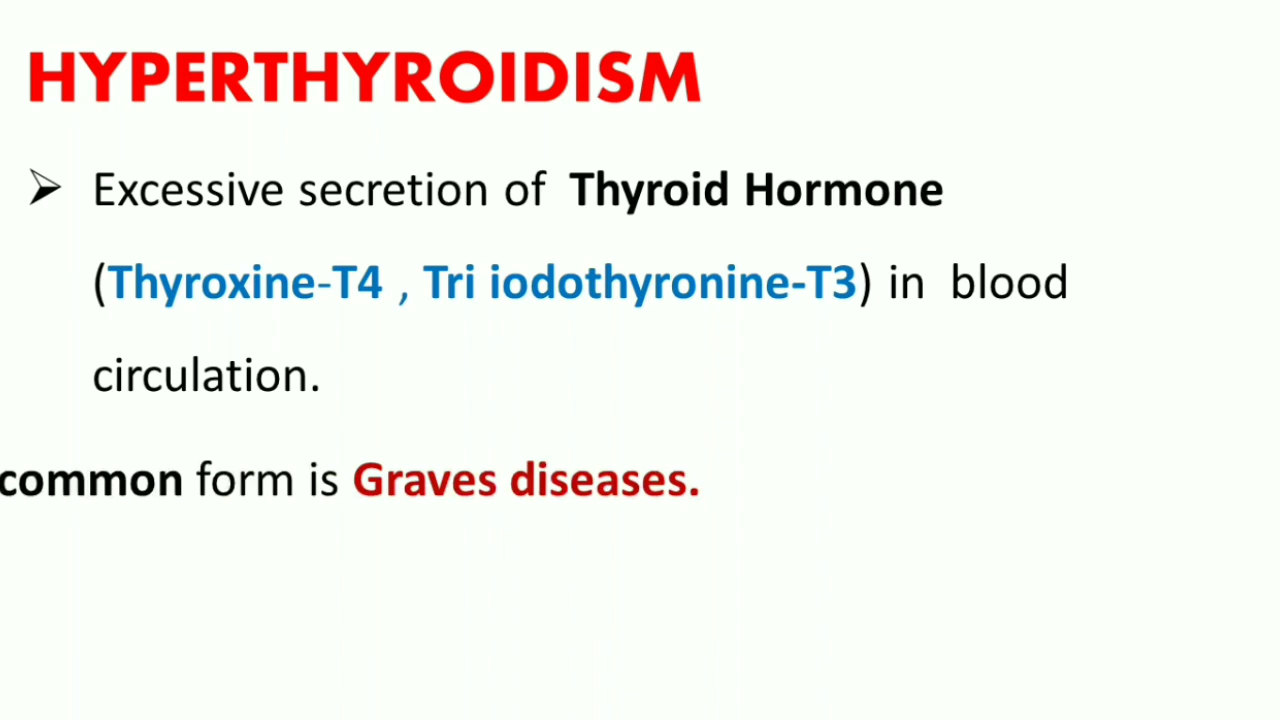 HYPERTHYROIDISM
➢ Excessive secretion of Thyroid Hormone
(Thyroxine-T4 , Tri iodothyronine-T3) in blood
circulation.
common form is Graves diseases.